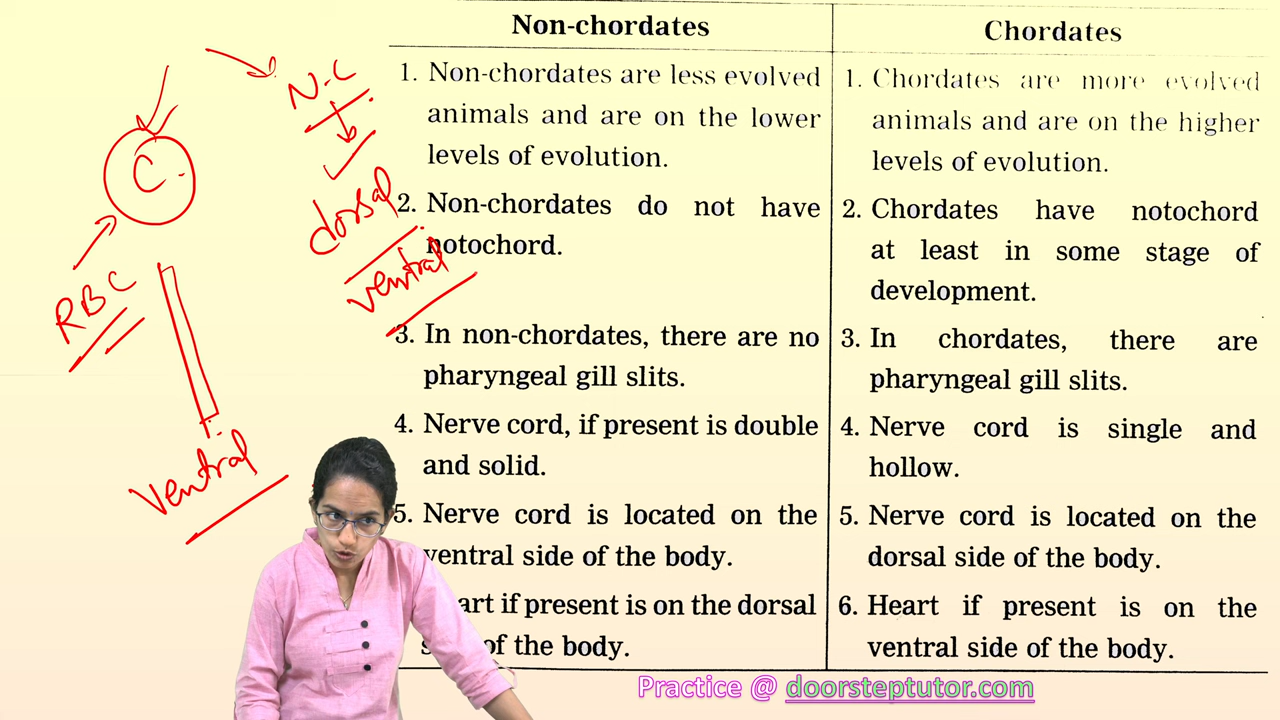 Non-chordates
1. Non-chordates are less evolved
animals and are on the lower
levels of evolution.
2. Non-chordates do not have
notochord.
3. In non-chordates, there are no
pharyngeal gill slits.
4. Nerve cord, if present is double
and solid.
5. Nerve cord is located on the
ventral side of the body.
art if present is on the dorsal
of the body.
Chordates
1. Chordates are more evolved
animals and are on the higher
levels of evolution.
2. Chordates have notochord
at least in some stage of
development.
3. In chordates, there are
pharyngeal gill slits.
4. Nerve cord is single and
hollow.
5. Nerve cord is located on the
dorsal side of the body.
6. Heart if present is on the
ventral side of the body.
N.C
dorsal
ventral
C
RBC
ventral
Practice @ doorsteptutor.com